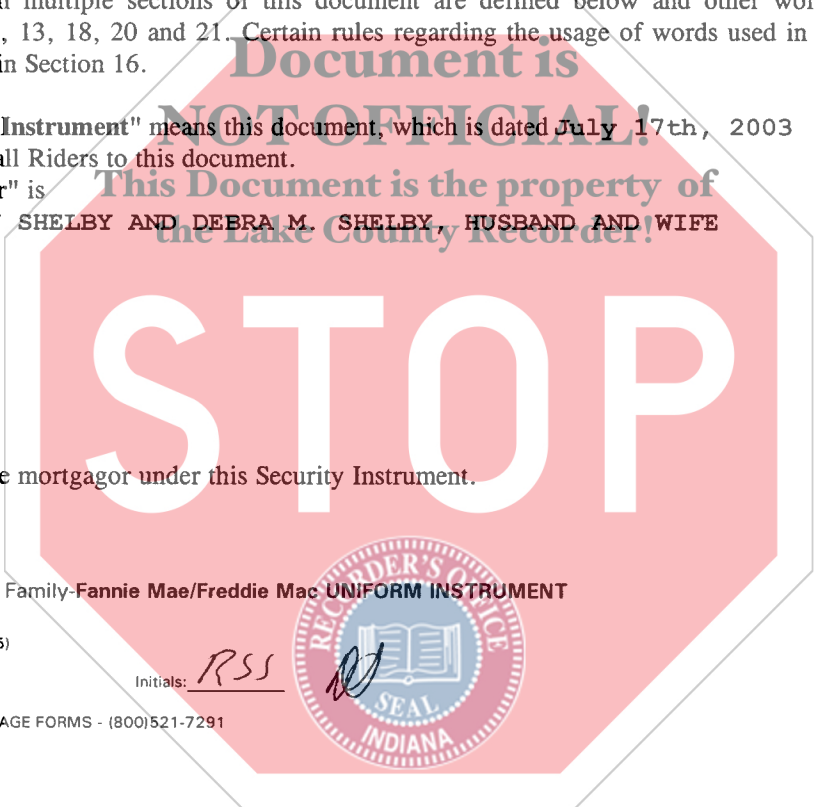 multiple sections of this document are defined below and other
, 13, 18, 20 and 21. Certain rules regarding the usage of words used in
in Section 16.
Document is
NOT OFFICIAL!
Instrument" means this document, which is dated July 17th, 2003
all Riders to this document.
This Document is the property of
r" is
SHELBY AND DEBRA M. SHELBY, HUSBAND AND WIFE
the Lake County Recorder!
STOP
e mortgagor under this Security Instrument.
Family-Fannie Mae/Freddie Mac UNIFORM INSTRUMENT
RECORDER'S OFFICE
Initials: RSS
SEAL
AGE FORMS - (800)521-7291
INDIANA